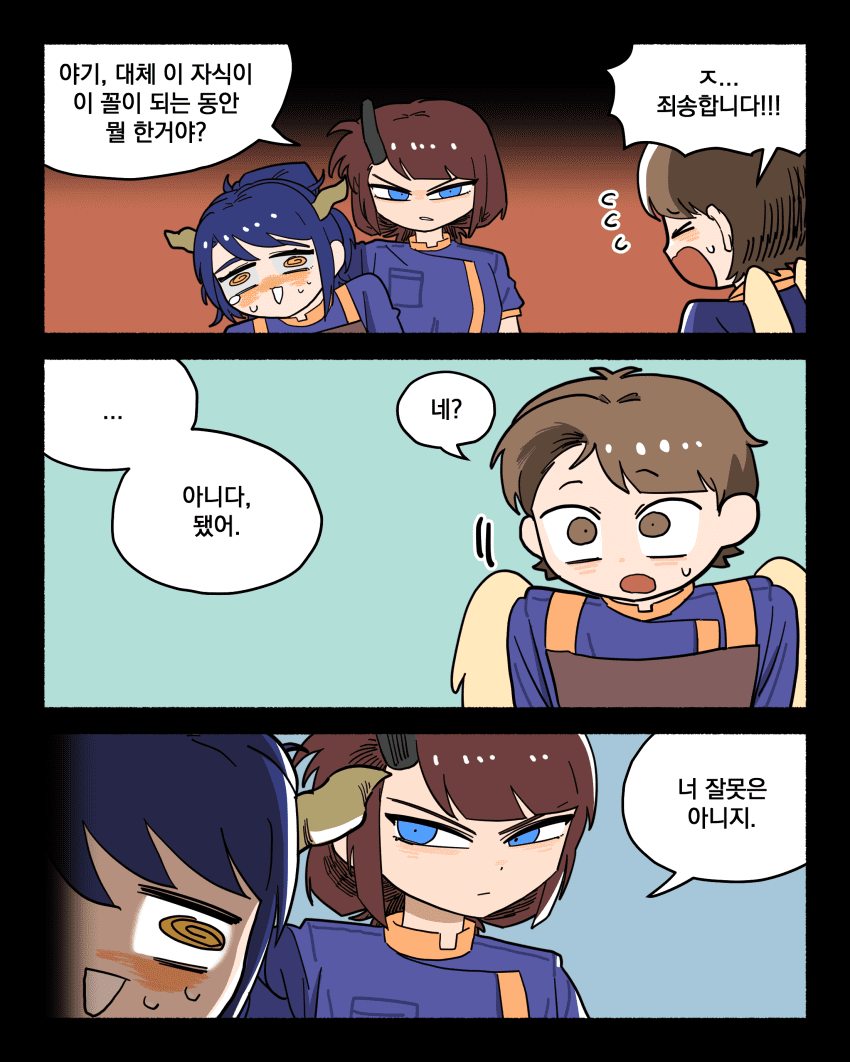 야기, 대체 이 자식이
이 꼴이 되는 동안
뭘 한거야?
ㅈ...
죄송합니다!!!
...
아니다,
됐어.
네?
너 잘못은
아니지.